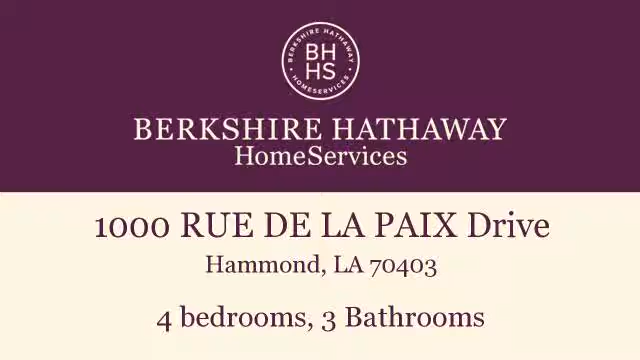 BERKSHIRE HATHAWAY
BH
HS
HOMESERVICES
BERKSHIRE HATHAWAY
HomeServices
1000 RUE DE LA PAIX Drive
Hammond, LA 70403
4 bedrooms, 3 Bathrooms